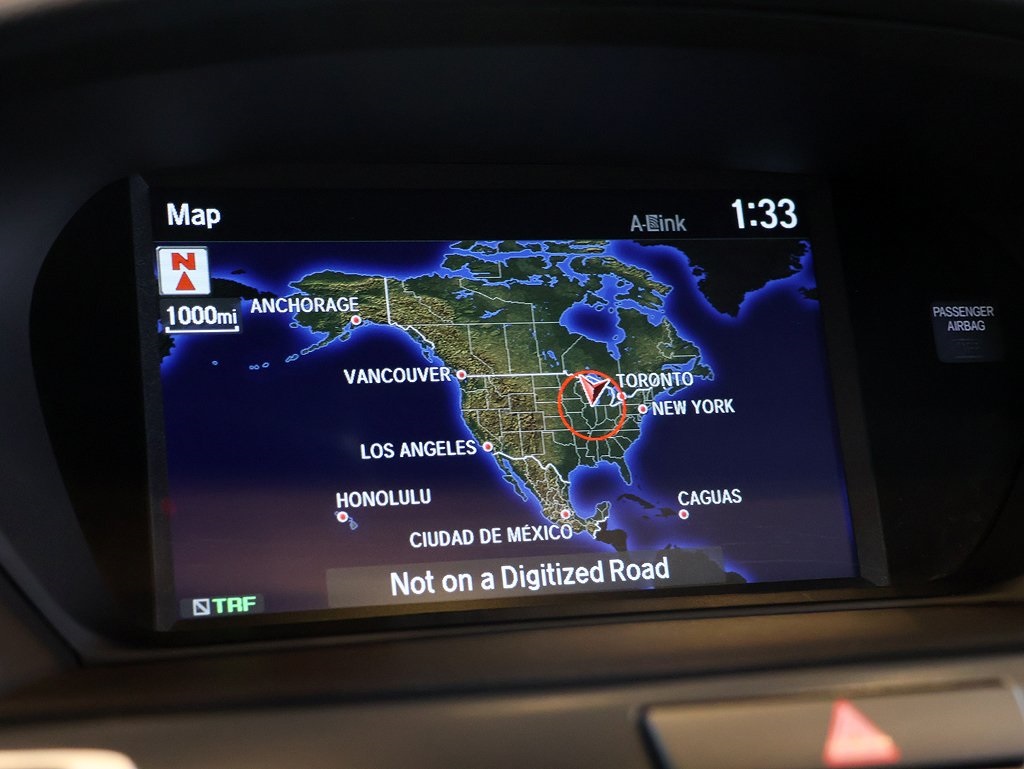 Map
A-Link
1:33
N
1000mi
ANCHORAGE
VANCOUVER
TORONTO
NEW YORK
LOS ANGELES
HONOLULU
CAGUAS
CIUDAD DE MÉXICO
Not on a Digitized Road
TRF
PASSENGER
AIRBAG